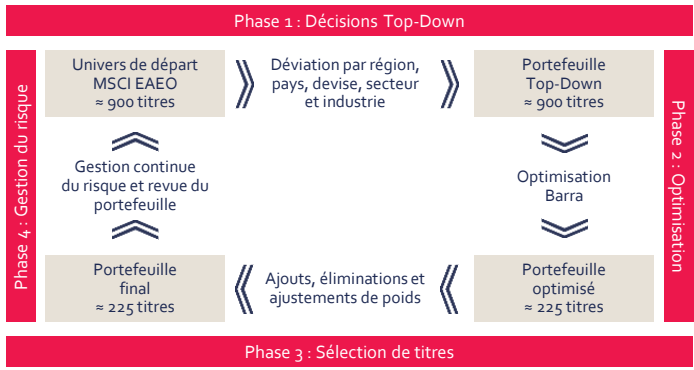 Phase 1 : Décisions Top-Down
Univers de départ
MSCI EAEO
≈ 900 titres
Déviation par région,
pays, devise, secteur
et industrie
Portefeuille
Top-Down
≈ 900 titres
Phase 2 : Optimisation
Optimisation
Barra
Portefeuille
optimisé
≈ 225 titres
Ajouts, éliminations et
ajustements de poids
Portefeuille
final
≈ 225 titres
Gestion continue
du risque et revue du
portefeuille
Phase 4 : Gestion du risque
Phase 3 : Sélection de titres